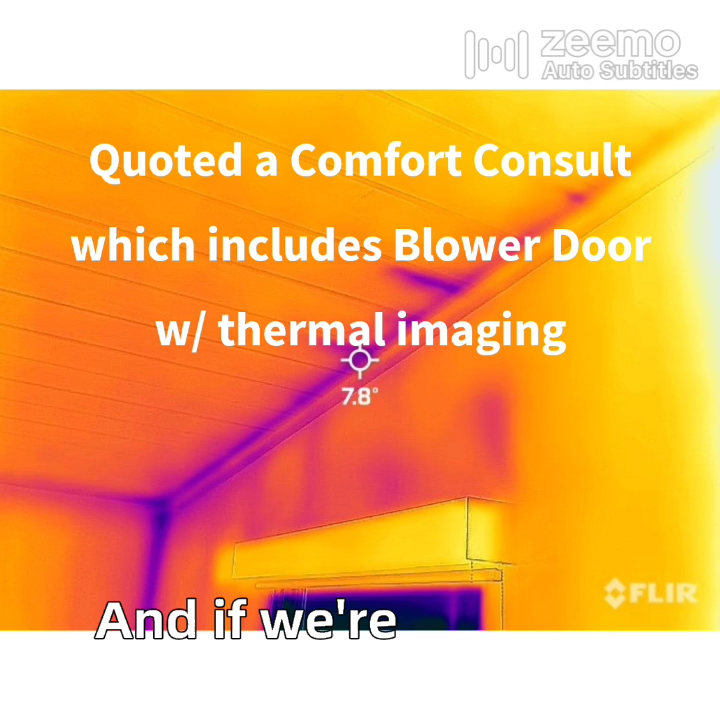 zeemo
Auto Subtitles
Quoted a Comfort Consult
which includes Blower Door
w/ thermal imaging
7.8°
FLIR
And if we're